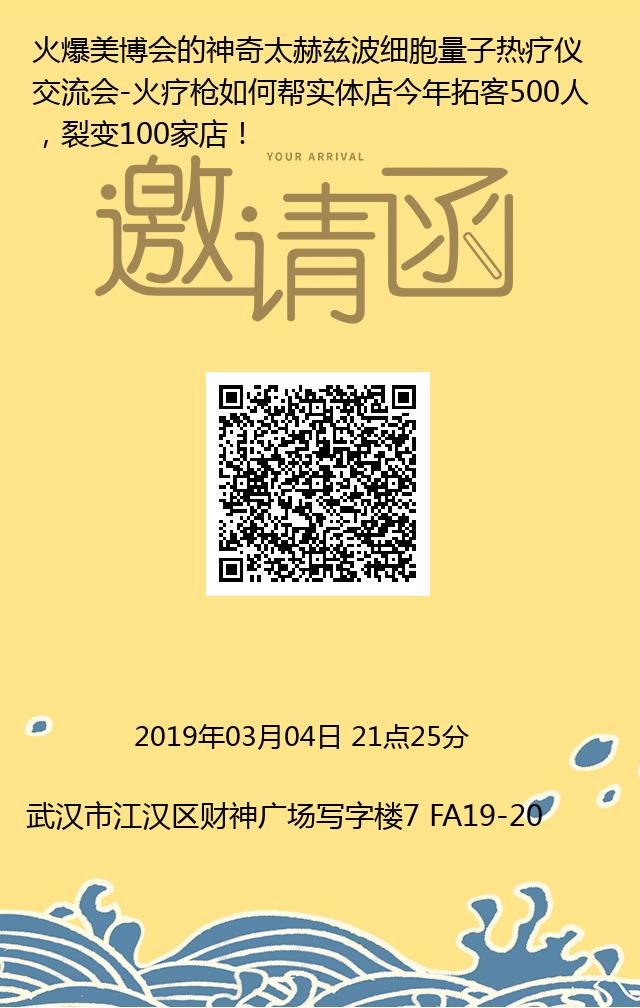 火爆美博会的神奇太赫兹波细胞量子热疗仪
交流会-火疗枪如何帮实体店今年拓客500人
，裂变100家店！
YOUR ARRIVAL
邀请函
2019年03月04日 21点25分
武汉市江汉区财神广场写字楼7 FA19-20